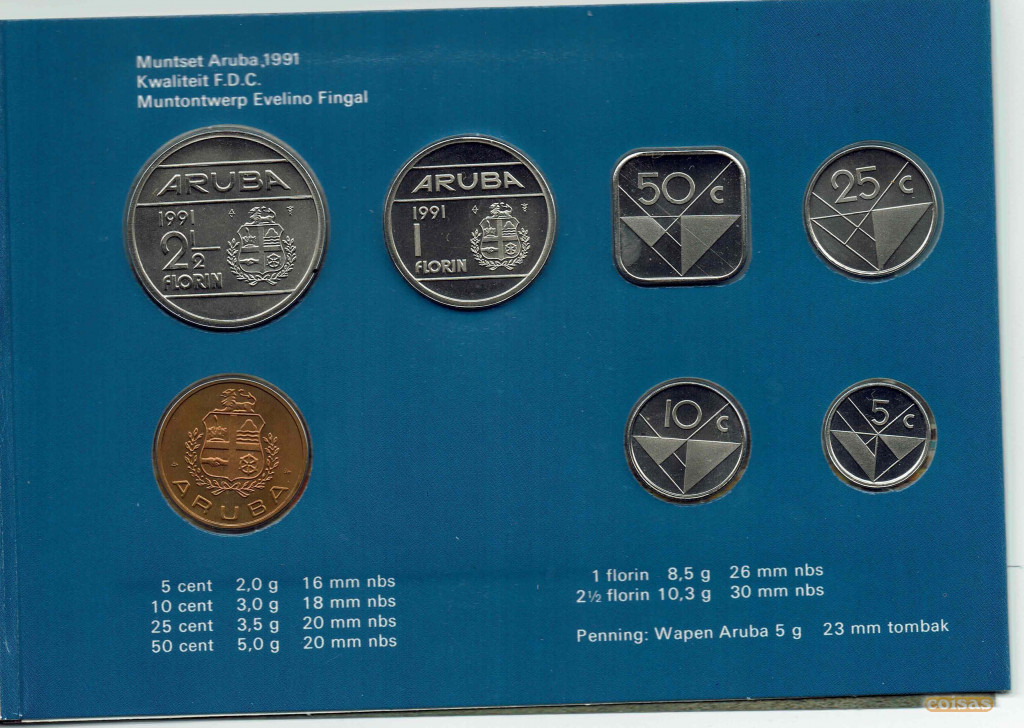 Muntset Aruba,1991
Kwaliteit F.D.C.
Muntontwerp Evelino Fingal
ARUBA
1991
2½
FLORIN
ARUBA
1991
1
FLORIN
50 c
25 c
ARUBA
10 c
5 c
5 cent 2,0 g 16 mm nbs
10 cent 3,0 g 18 mm nbs
25 cent 3,5 g 20 mm nbs
50 cent 5,0 g 20 mm nbs
1 florin 8,5 g 26 mm nbs
2½ florin 10,3 g 30 mm nbs
Penning: Wapen Aruba 5 g 23 mm tombak
coisas